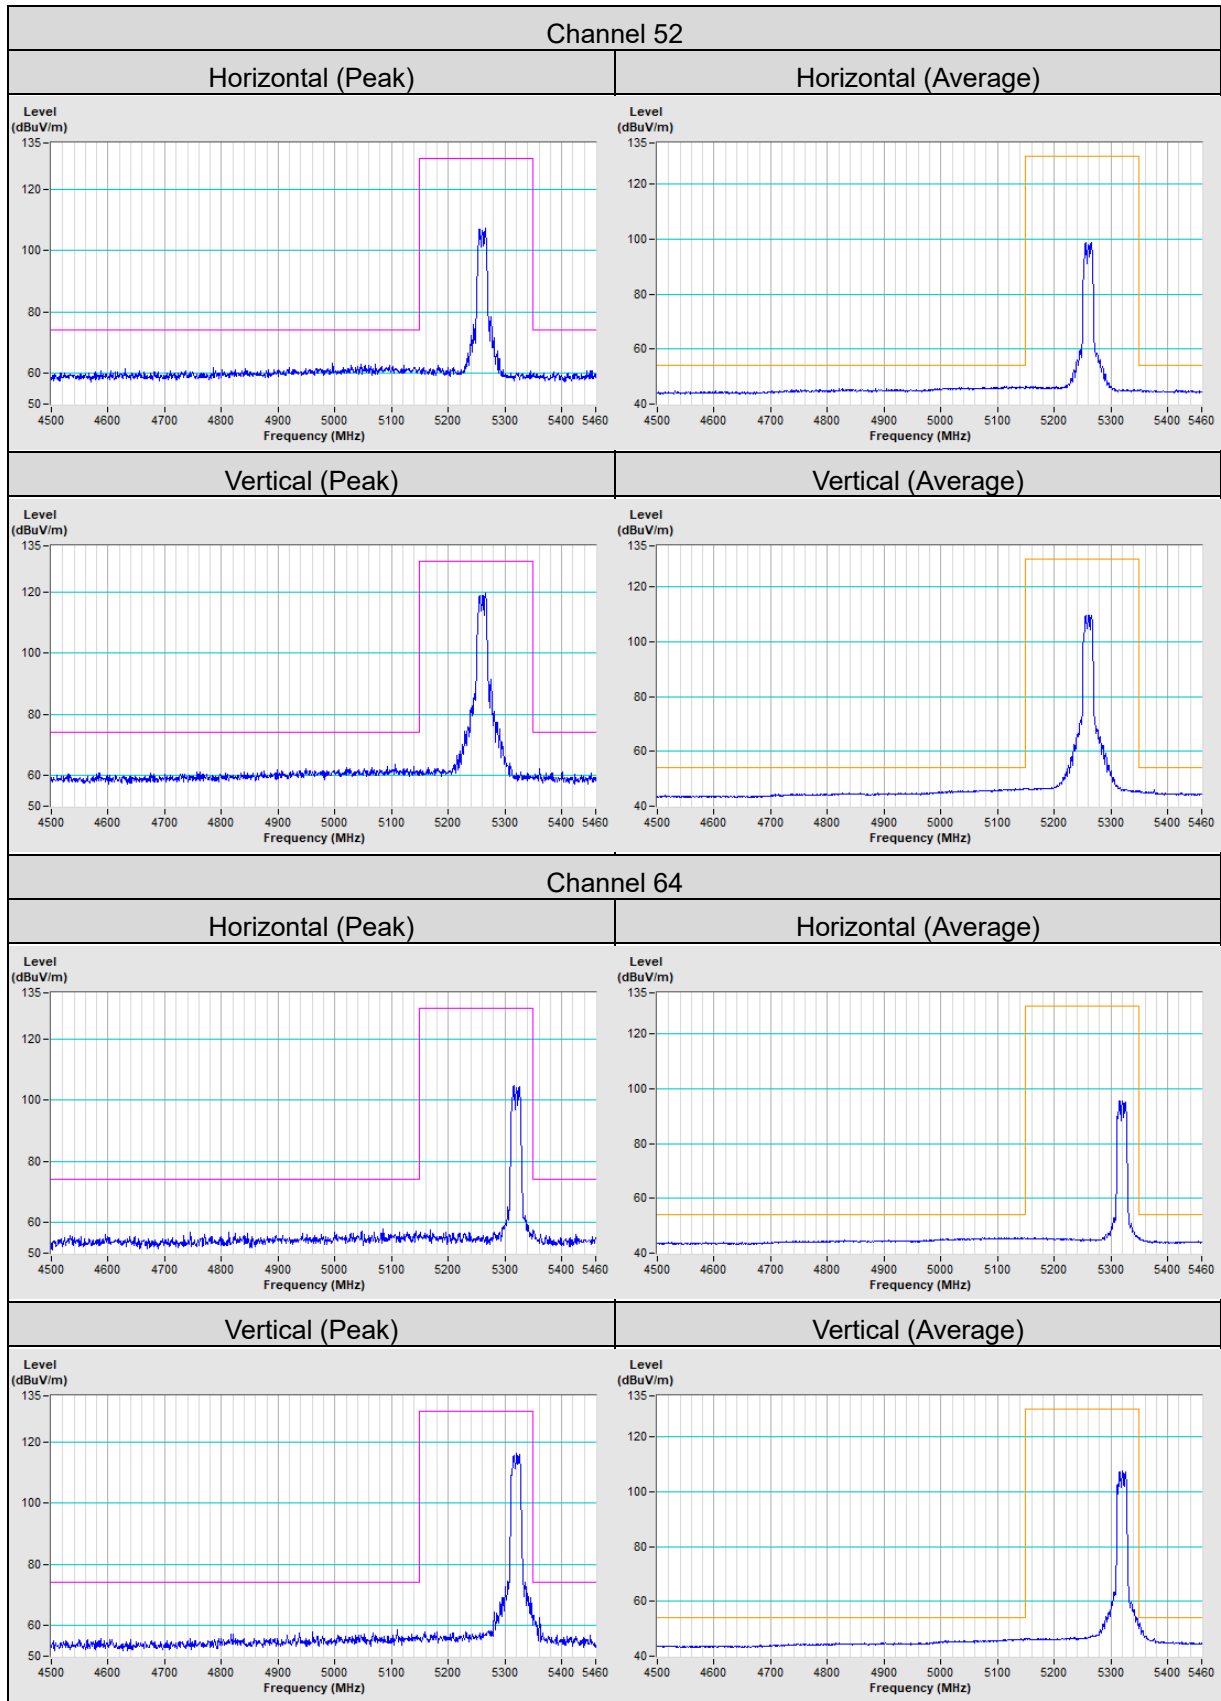 Channel 52
Horizontal (Peak) Horizontal (Average)
Level Level
(dBuV/m) (dBuV/m)
135 135
120 120
100 100
80 80
60 60
50 40
4500 4600 4700 4800 4900 5000 5100 5200 5300 5400 5460 4500 4600 4700 4800 4900 5000 5100 5200 5300 5400 5460
Frequency (MHz) Frequency (MHz)
Vertical (Peak) Vertical (Average)
Level Level
(dBuV/m) (dBuV/m)
135 135
120 120
100 100
80 80
60 60
50 40
4500 4600 4700 4800 4900 5000 5100 5200 5300 5400 5460 4500 4600 4700 4800 4900 5000 5100 5200 5300 5400 5460
Frequency (MHz) Frequency (MHz)
Channel 64
Horizontal (Peak) Horizontal (Average)
Level Level
(dBuV/m) (dBuV/m)
135 135
120 120
100 100
80 80
60 60
50 40
4500 4600 4700 4800 4900 5000 5100 5200 5300 5400 5460 4500 4600 4700 4800 4900 5000 5100 5200 5300 5400 5460
Frequency (MHz) Frequency (MHz)
Vertical (Peak) Vertical (Average)
Level Level
(dBuV/m) (dBuV/m)
135 135
120 120
100 100
80 80
60 60
50 40
4500 4600 4700 4800 4900 5000 5100 5200 5300 5400 5460 4500 4600 4700 4800 4900 5000 5100 5200 5300 5400 5460
Frequency (MHz) Frequency (MHz)